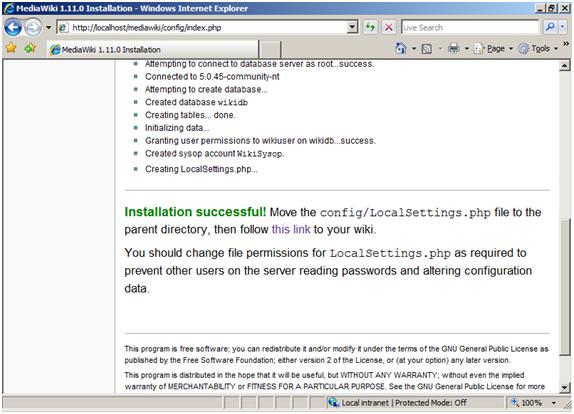 MediaWiki 1.11.0 Installation - Windows Internet Explorer
http://localhost/mediawiki/config/index.php
Live Search
MediaWiki 1.11.0 Installation
Page
Tools
Attempting to connect to database server as root...success.
Connected to 5.0.45-community-nt
Attempting to create database...
Created database wikidb
Creating tables... done.
Initializing data...
Granting user permissions to wikiuser on wikidb...success.
Created sysop account WikiSysop.
Creating LocalSettings.php...
Installation successful! Move the config/LocalSettings.php file to the
parent directory, then follow this link to your wiki.
You should change file permissions for LocalSettings.php as required to
prevent other users on the server reading passwords and altering configuration
data.
This program is free software; you can redistribute it and/or modify it under the terms of the GNU General Public License as
published by the Free Software Foundation; either version 2 of the License, or (at your option) any later version.
This program is distributed in the hope that it will be useful, but WITHOUT ANY WARRANTY; without even the implied
warranty of MERCHANTABILITY or FITNESS FOR A PARTICULAR PURPOSE. See the GNU General Public License for more
Local intranet | Protected Mode: Off
100%